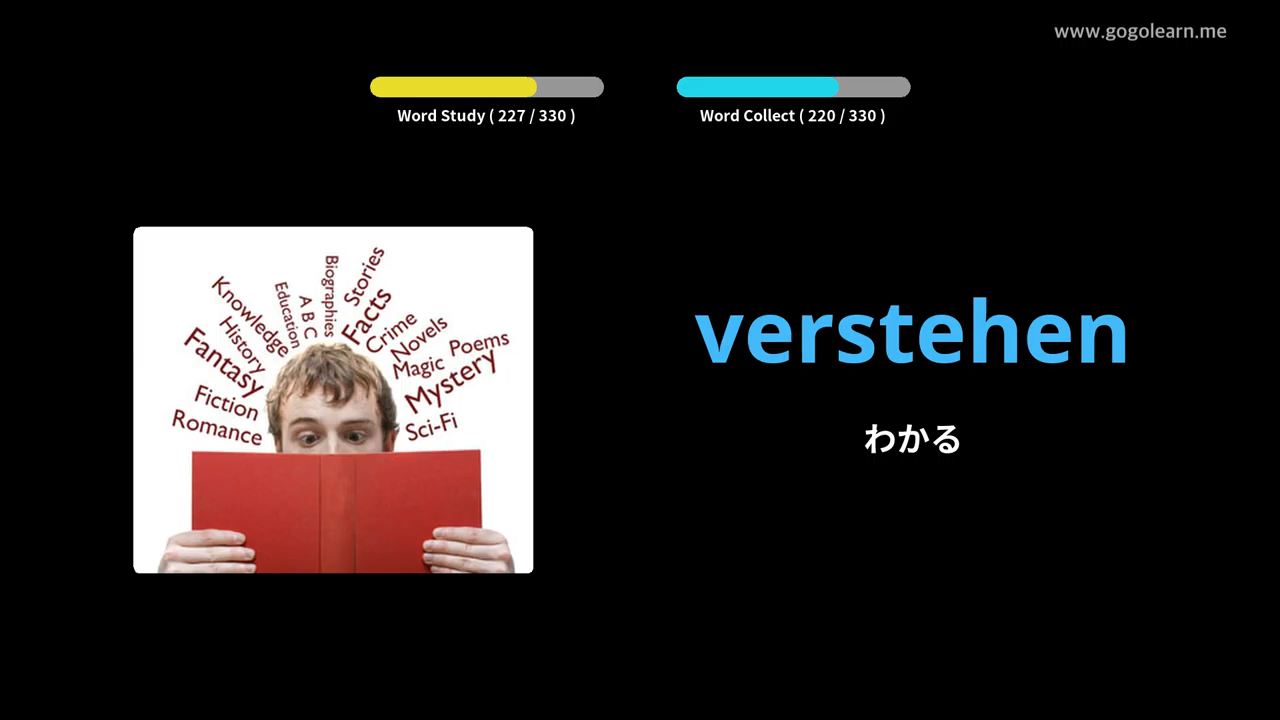 www.gogolearn.me
Word Study ( 227 / 330 )
Word Collect ( 220 / 330 )
Stories
Biographies
Facts
A B C
Education
Knowledge
Crime
Novels
History
Poems
Magic
Fantasy
Mystery
Fiction
Romance
Sci-Fi
verstehen
わかる